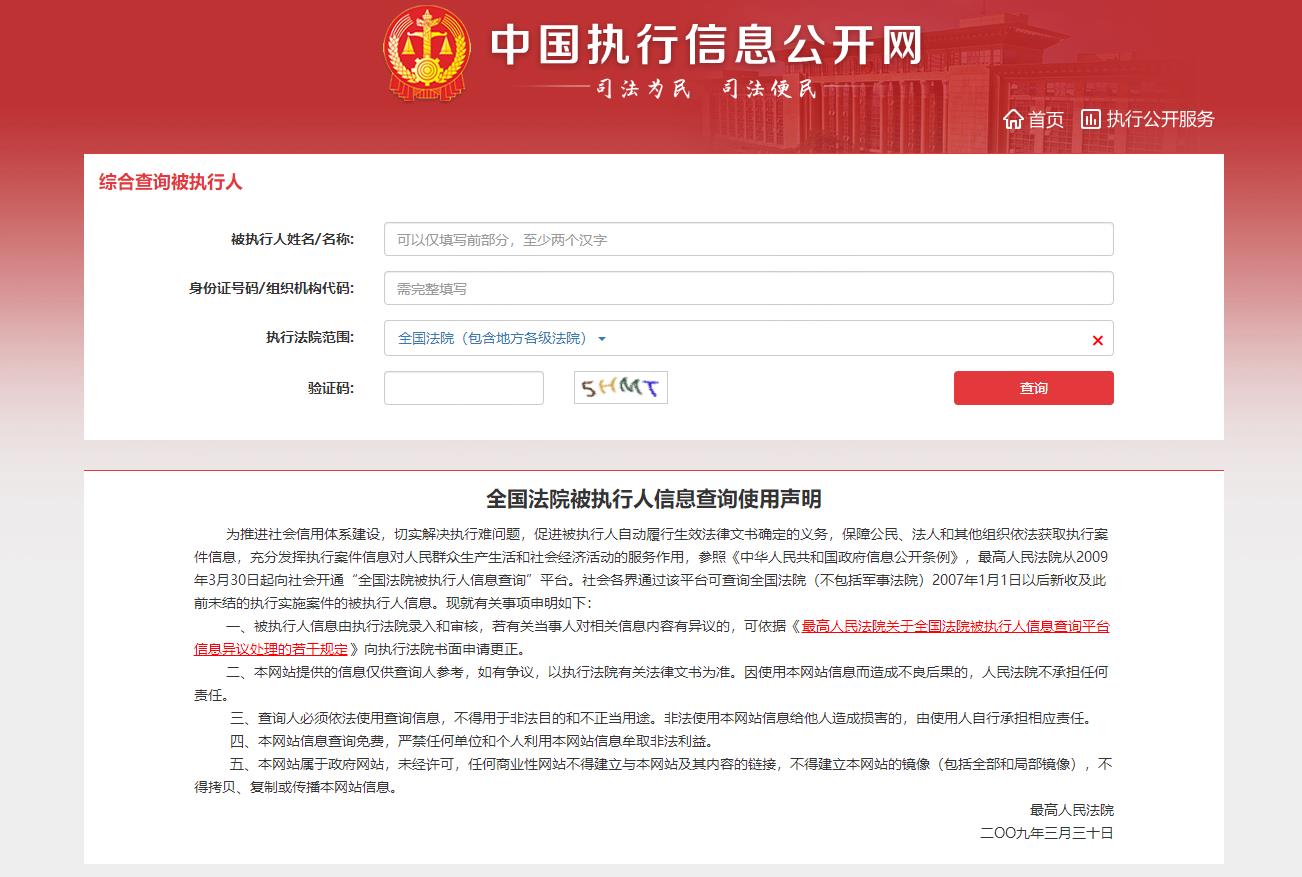 中国执行信息公开网
司法为民 司法便民
首页 执行公开服务
综合查询被执行人
被执行人姓名/名称: 可以仅填写前部分，至少两个汉字
身份证号码/组织机构代码: 需完整填写
执行法院范围: 全国法院（包含地方各级法院）
验证码: 5HMT 查询
全国法院被执行人信息查询使用声明
为推进社会信用体系建设，切实解决执行难问题，促进被执行人自动履行生效法律文书确定的义务，保障公民、法人和其他组织依法获取执行案
件信息，充分发挥执行案件信息对人民群众生产生活和社会经济活动的服务作用，参照《中华人民共和国政府信息公开条例》，最高人民法院从2009
年3月30日起向社会开通“全国法院被执行人信息查询”平台。社会各界通过该平台可查询全国法院（不包括军事法院）2007年1月1日以后新收及此
前未结的执行实施案件的被执行人信息。现就有关事项申明如下：
一、被执行人信息由执行法院录入和审核，若有关当事人对相关信息内容有异议的，可依据《最高人民法院关于全国法院被执行人信息查询平台
信息异议处理的若干规定》向执行法院书面申请更正。
二、本网站提供的信息仅供查询人参考，如有争议，以执行法院有关法律文书为准。因使用本网站信息而造成不良后果的，人民法院不承担任何
责任。
三、查询人必须依法使用查询信息，不得用于非法目的和不正当用途。非法使用本网站信息给他人造成损害的，由使用人自行承担相应责任。
四、本网站信息查询免费，严禁任何单位和个人利用本网站信息牟取非法利益。
五、本网站属于政府网站，未经许可，任何商业性网站不得建立与本网站及其内容的链接，不得建立本网站的镜像（包括全部和局部镜像），不
得拷贝、复制或传播本网站信息。
最高人民法院
二〇〇九年三月三十日